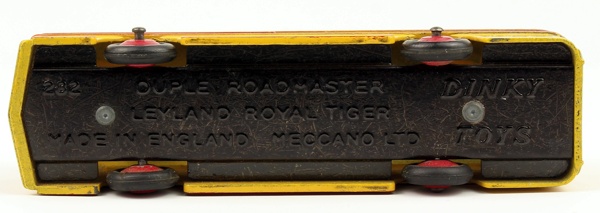 282 DUPLE ROADMASTER
LEYLAND ROYAL TIGER
MADE IN ENGLAND MECCANO LTD
DINKY
TOYS